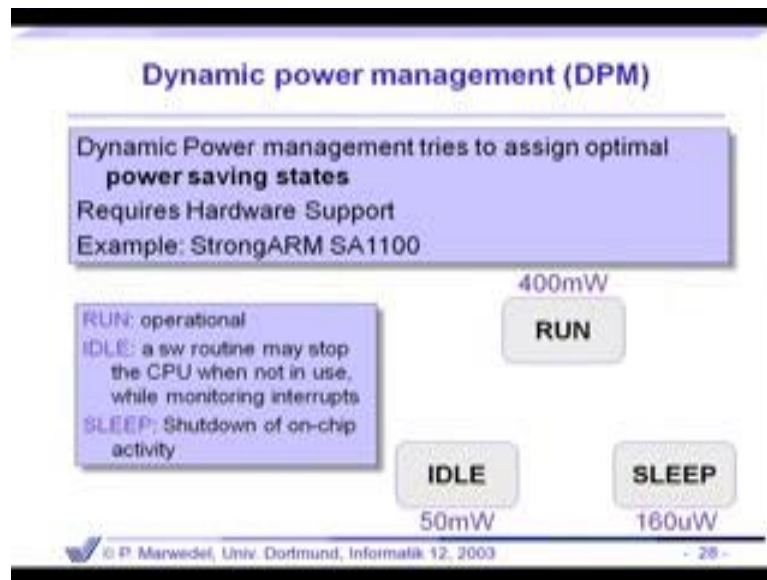 Dynamic power management (DPM)
Dynamic Power management tries to assign optimal
power saving states
Requires Hardware Support
Example: StrongARM SA1100
400mW
RUN
RUN: operational
IDLE: a sw routine may stop
the CPU when not in use,
while monitoring interrupts
SLEEP: Shutdown of on-chip
activity
IDLE
SLEEP
50mW
160uW
© P. Marwedel, Univ. Dortmund, Informatik 12, 2003
- 28 -